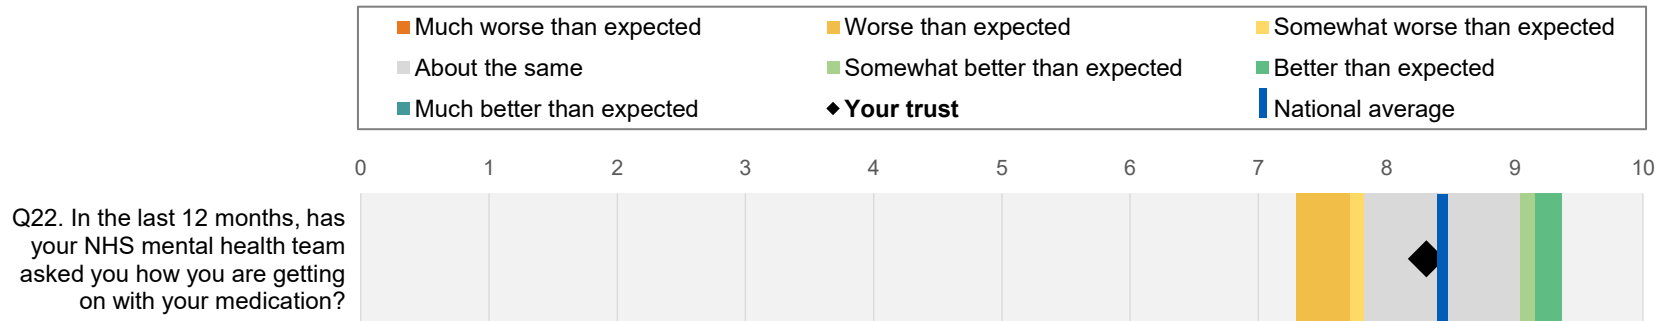 Much worse than expected
Worse than expected
Somewhat worse than expected
About the same
Somewhat better than expected
Better than expected
Much better than expected
Your trust
National average
0 1 2 3 4 5 6 7 8 9 10
Q22. In the last 12 months, has
your NHS mental health team
asked you how you are getting
on with your medication?